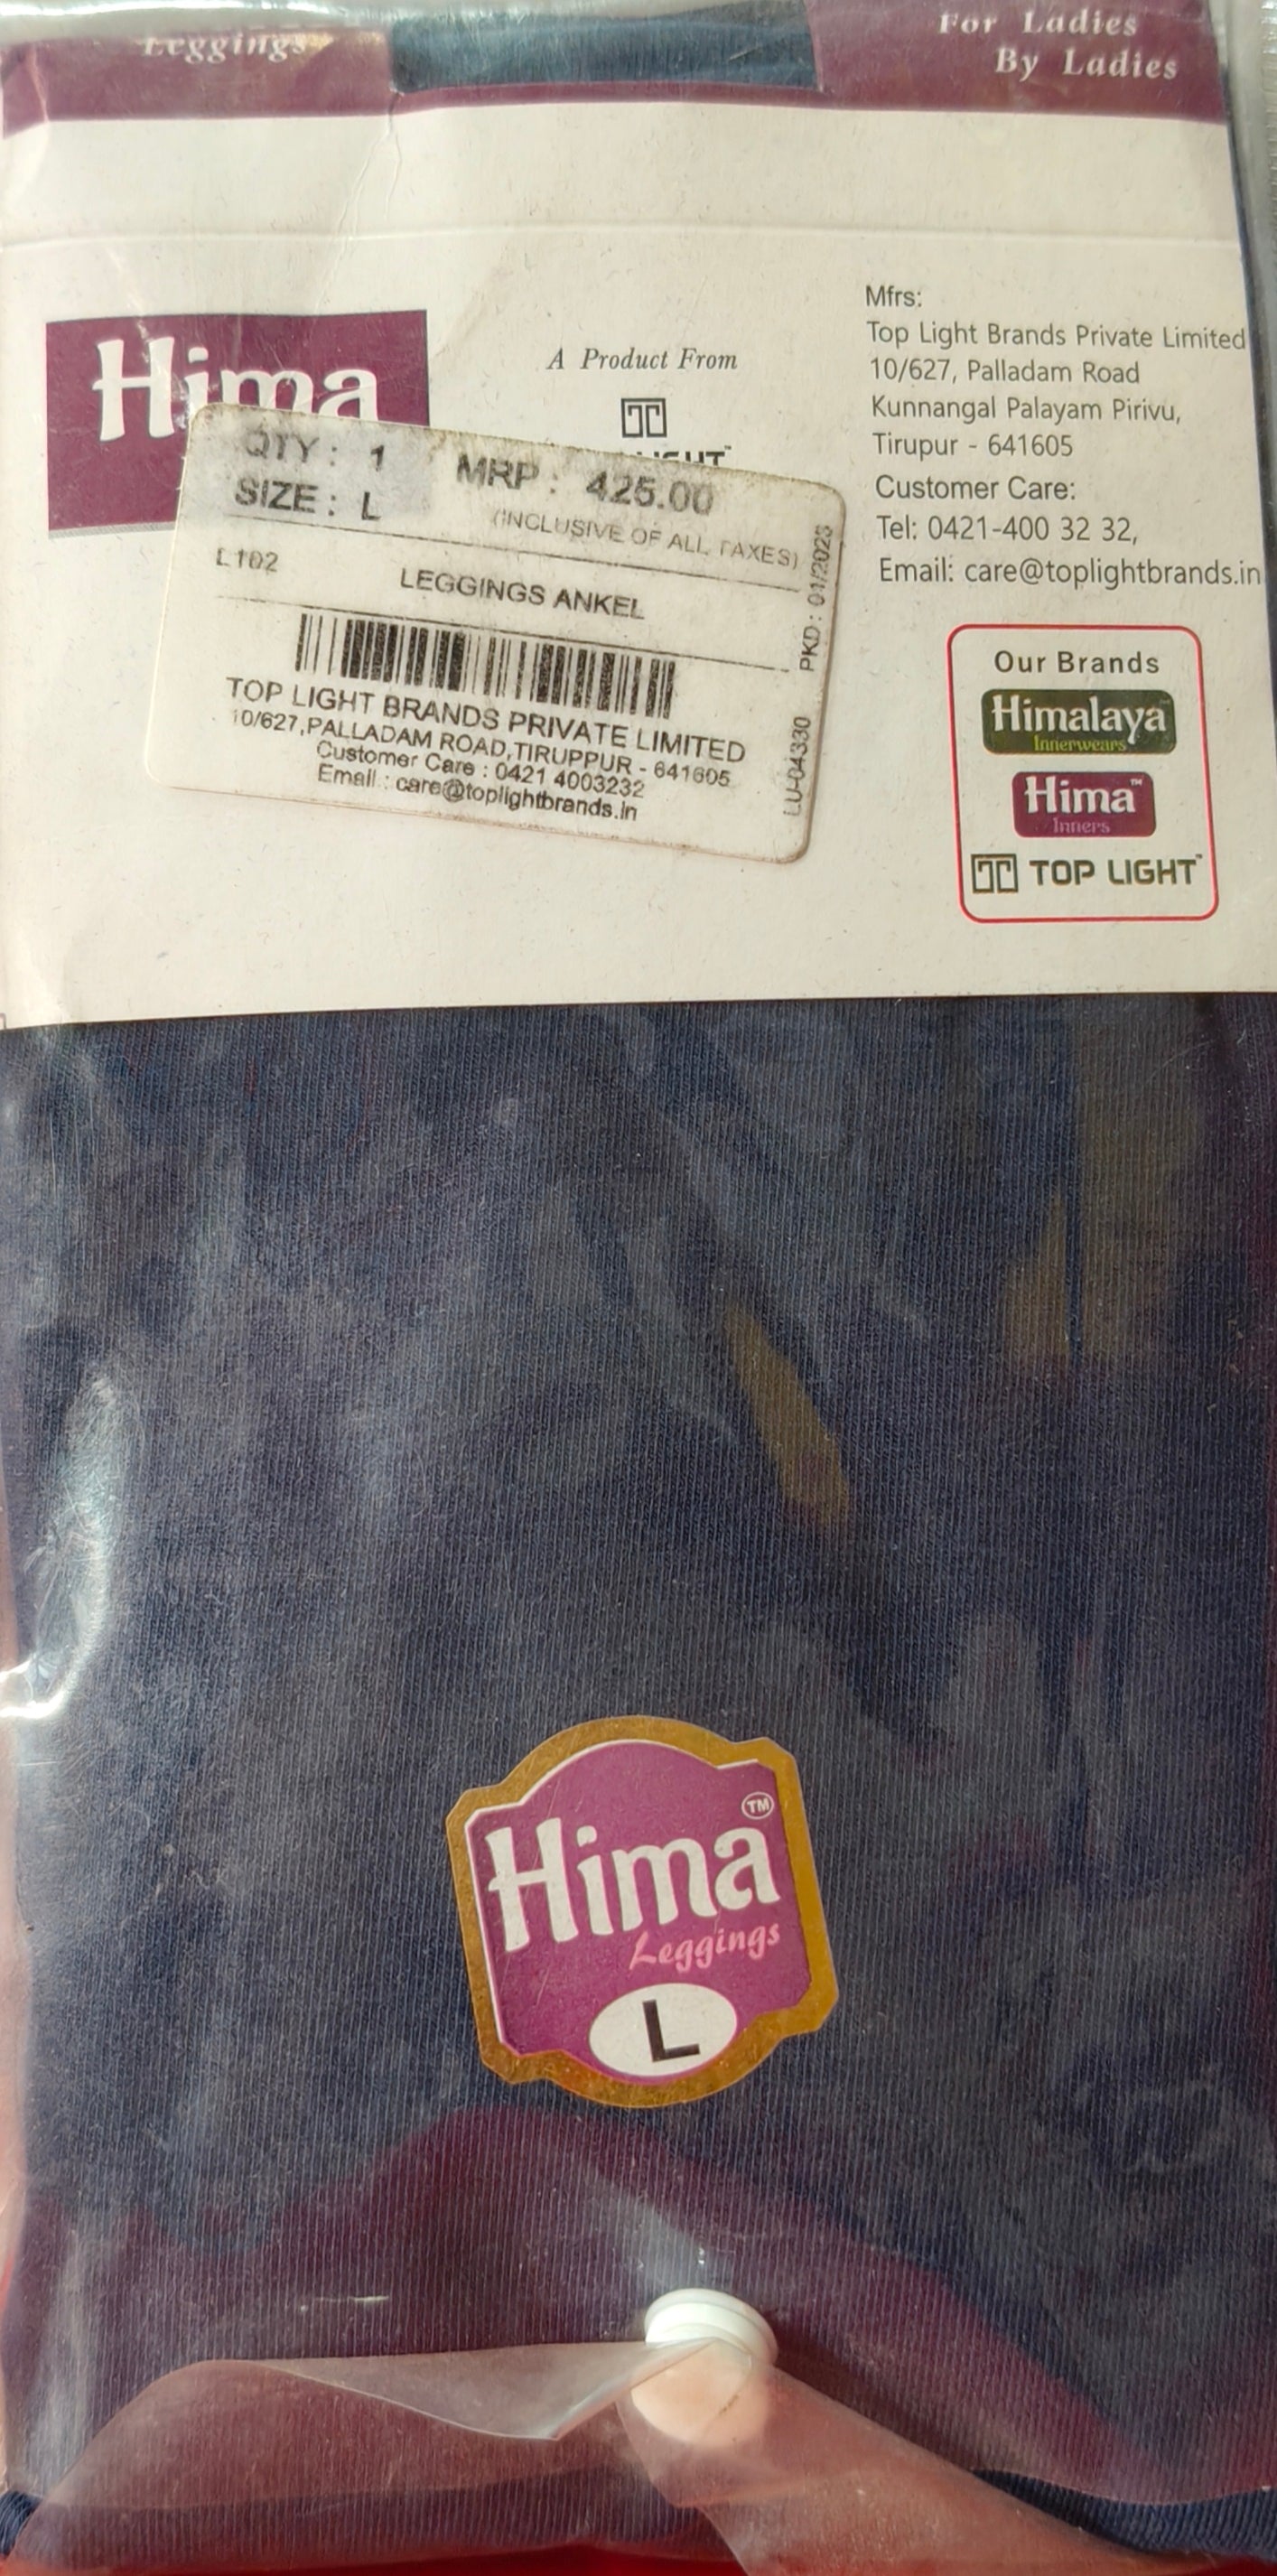 Leggings
For Ladies
By Ladies
Hima
A Product From
Mfrs:
Top Light Brands Private Limited
10/627, Palladam Road
Kunnangal Palayam Pirivu,
Tirupur - 641605
Customer Care:
Tel: 0421-400 32 32,
Email: care@toplightbrands.in
QTY : 1
MRP : 425.00
SIZE : L
(INCLUSIVE OF ALL TAXES)
L102
LEGGINGS ANKEL
TOP LIGHT BRANDS PRIVATE LIMITED
10/627,PALLADAM ROAD,TIRUPPUR - 641605
Customer Care : 0421 4003232
Email : care@toplightbrands.in
LU-04330 PKD: 01/2023
Our Brands
Himalaya
Innerwears
Hima™
Inners
TOP LIGHT™
Hima™
Leggings
L